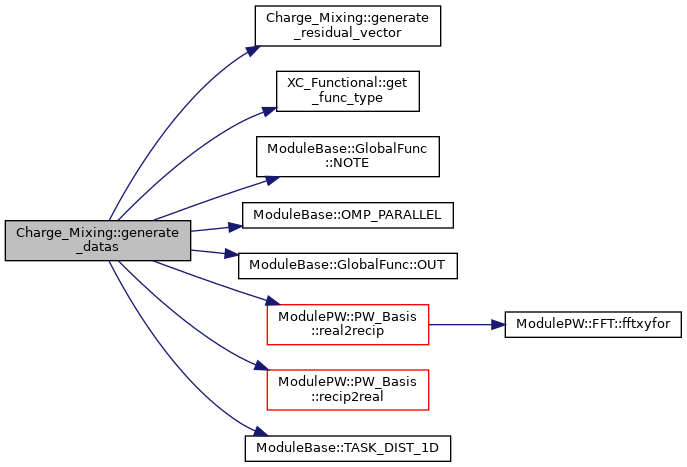 Charge_Mixing::generate
_datas
Charge_Mixing::generate
_residual_vector
XC_Functional::get
_func_type
ModuleBase::GlobalFunc
::NOTE
ModuleBase::OMP_PARALLEL
ModuleBase::GlobalFunc::OUT
ModulePW::PW_Basis
::real2recip
ModulePW::FFT::fftxyfor
ModulePW::PW_Basis
::recip2real
ModuleBase::TASK_DIST_1D